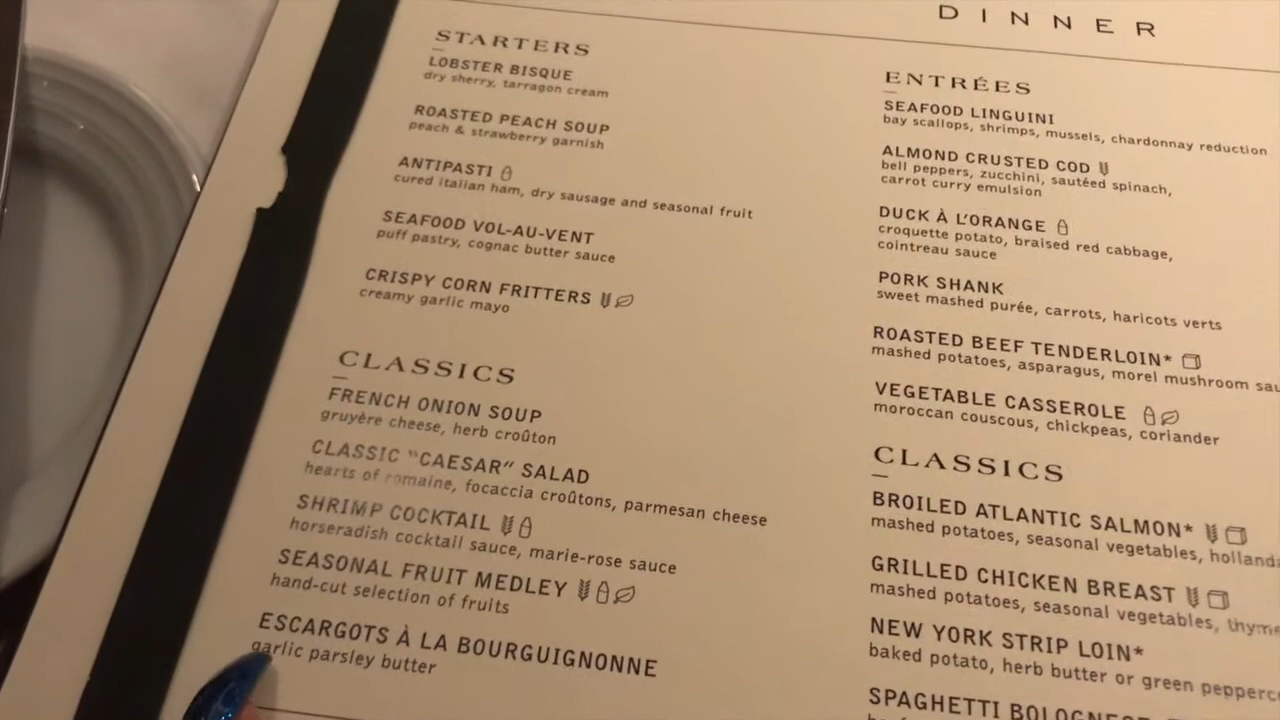 DINNER
STARTERS
LOBSTER BISQUE
dry sherry, tarragon cream
ROASTED PEACH SOUP
peach & strawberry garnish
ANTIPASTI
cured italian ham, dry sausage and seasonal fruit
SEAFOOD VOL-AU-VENT
puff pastry, cognac butter sauce
CRISPY CORN FRITTERS
creamy garlic mayo
CLASSICS
FRENCH ONION SOUP
gruyère cheese, herb croûton
CLASSIC "CAESAR" SALAD
hearts of romaine, focaccia croûtons, parmesan cheese
SHRIMP COCKTAIL
horseradish cocktail sauce, marie-rose sauce
SEASONAL FRUIT MEDLEY
hand-cut selection of fruits
ESCARGOTS À LA BOURGUIGNONNE
garlic parsley butter
ENTRÉES
SEAFOOD LINGUINI
bay scallops, shrimps, mussels, chardonnay reduction
ALMOND CRUSTED COD
bell peppers, zucchini, sautéed spinach,
carrot curry emulsion
DUCK À L'ORANGE
croquette potato, braised red cabbage,
cointreau sauce
PORK SHANK
sweet mashed purée, carrots, haricots verts
ROASTED BEEF TENDERLOIN*
mashed potatoes, asparagus, morel mushroom
VEGETABLE CASSEROLE
moroccan couscous, chickpeas, coriander
CLASSICS
BROILED ATLANTIC SALMON*
mashed potatoes, seasonal vegetables,
GRILLED CHICKEN BREAST
mashed potatoes, seasonal vegetables, thyme
NEW YORK STRIP LOIN*
baked potato, herb butter or green
SPAGHETTI BOLOGNESE